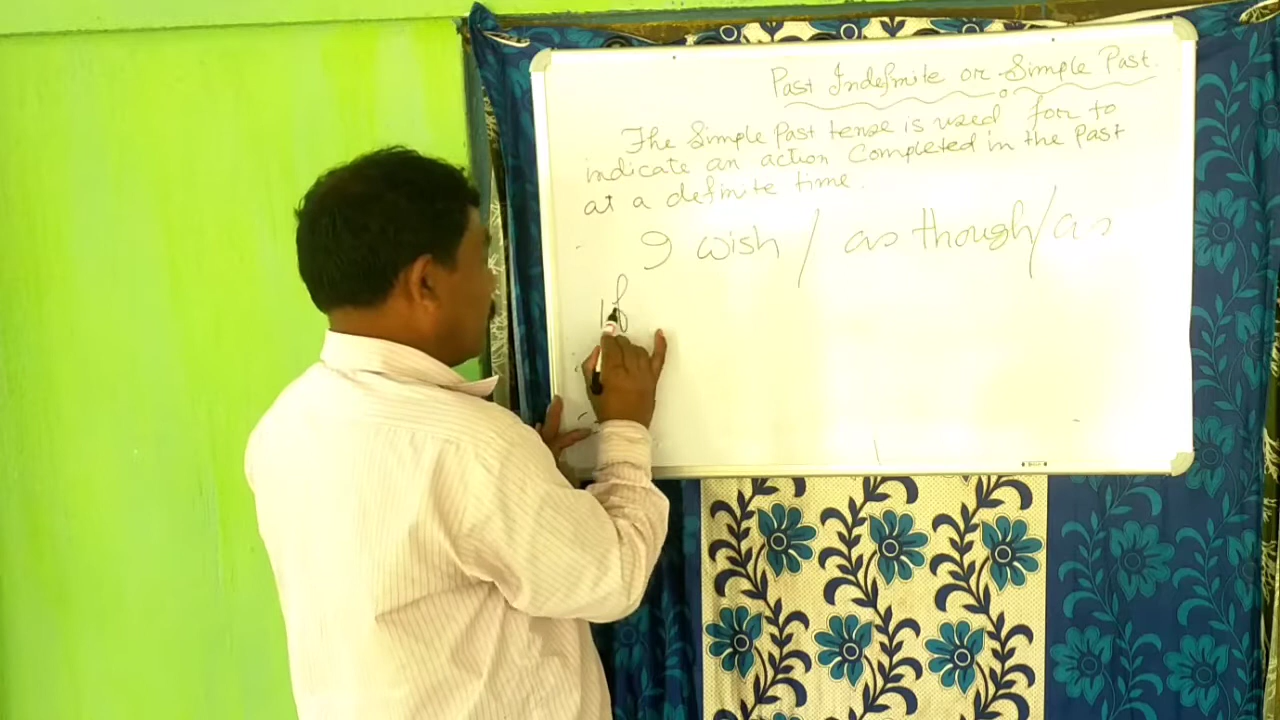 Past Indefinite or Simple Past.
The Simple Past tense is used for to
indicate an action Completed in the Past
at a definite time.
I wish / as though/as
if